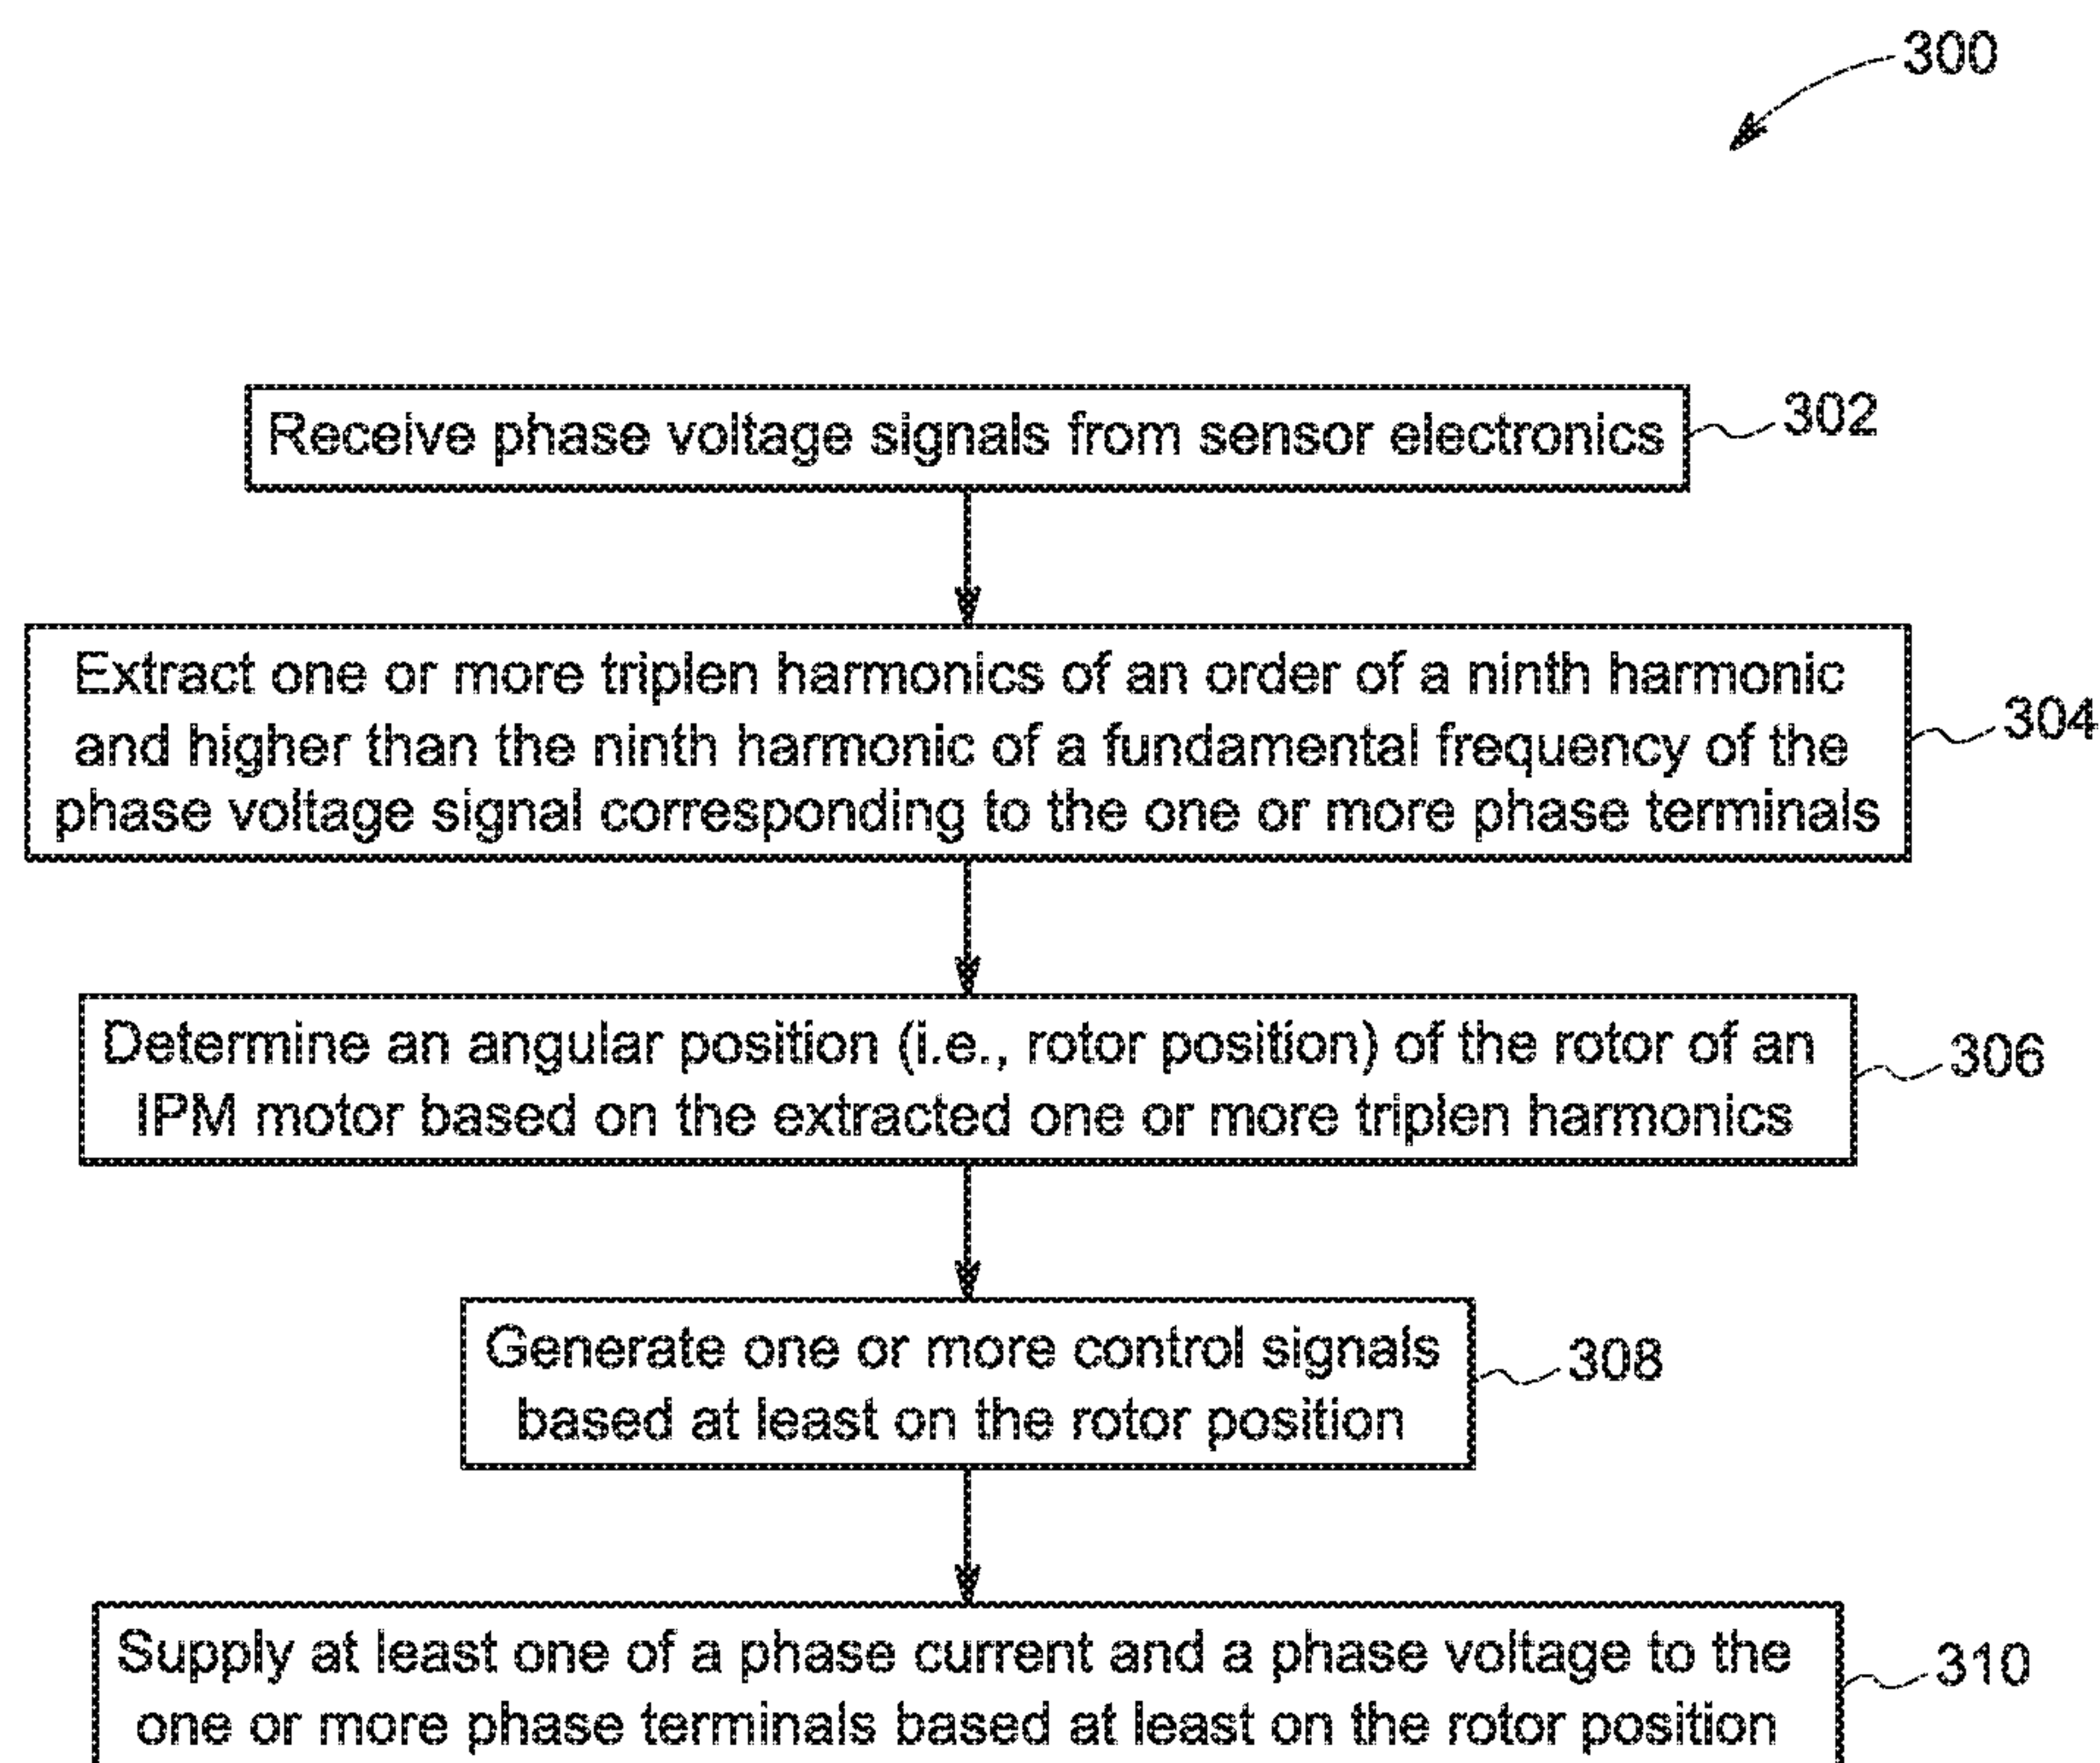 300
Receive phase voltage signals from sensor electronics
302
Extract one or more triplen harmonics of an order of a ninth harmonic
and higher than the ninth harmonic of a fundamental frequency of the
phase voltage signal corresponding to the one or more phase terminals
304
Determine an angular position (i.e., rotor position) of the rotor of an
IPM motor based on the extracted one or more triplen harmonics
306
Generate one or more control signals
based at least on the rotor position
308
Supply at least one of a phase current and a phase voltage to the
one or more phase terminals based at least on the rotor position
310